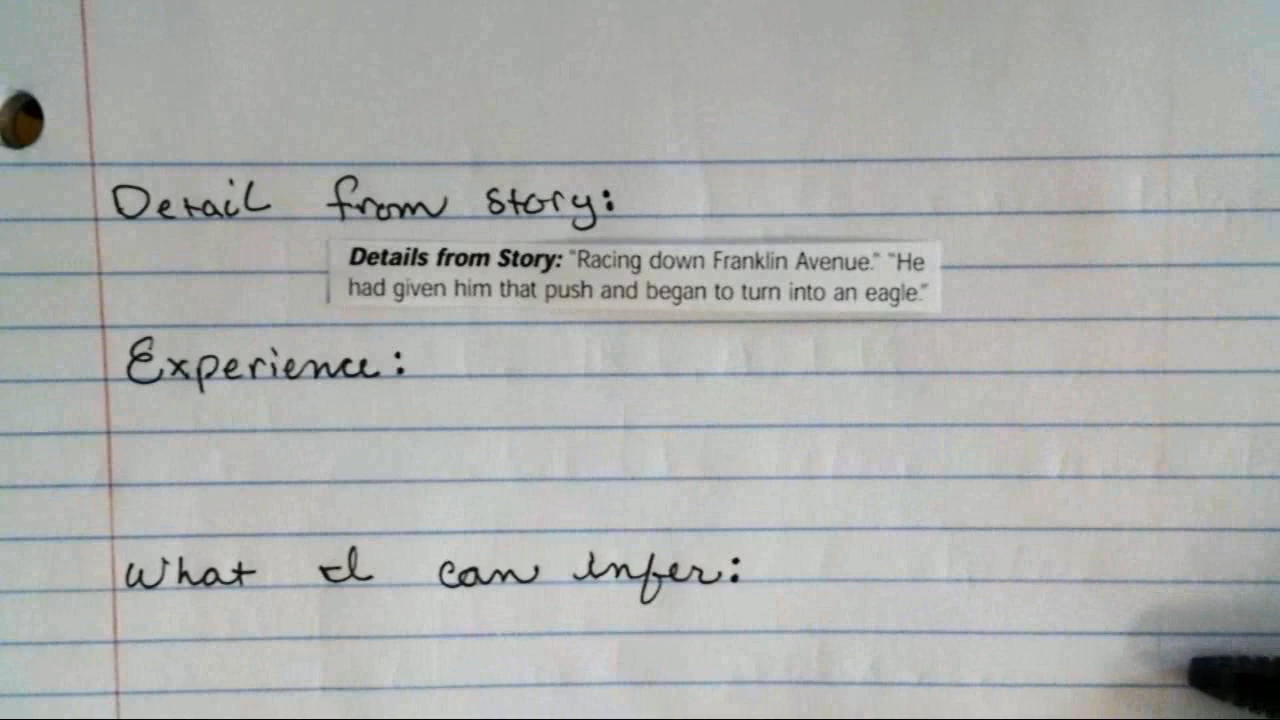 Detail from story:
Details from Story: "Racing down Franklin Avenue." "He
had given him that push and began to turn into an eagle."
Experience:
What I can infer: